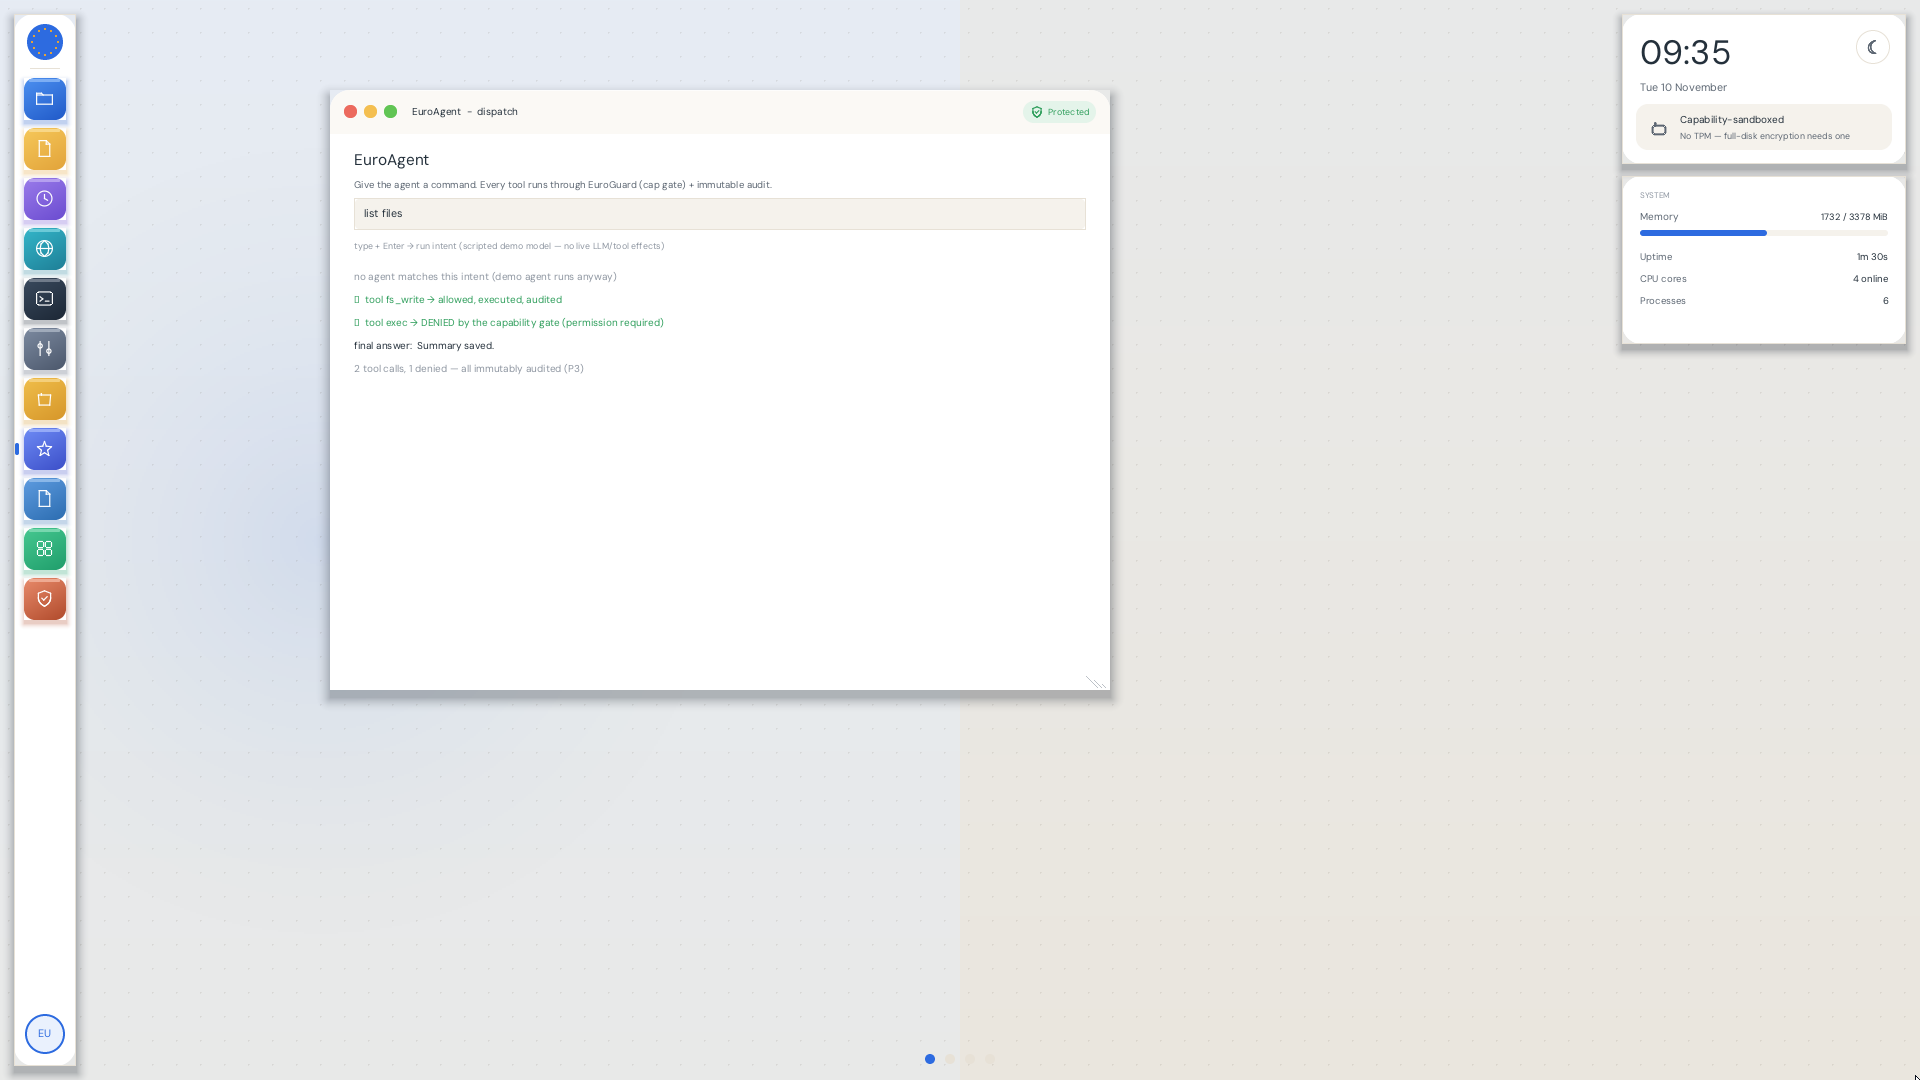 EuroAgent - dispatch
Protected
EuroAgent
Give the agent a command. Every tool runs through EuroGuard (cap gate) + immutable audit.
list files
type + Enter → run intent (scripted demo model — no live LLM/tool effects)
no agent matches this intent (demo agent runs anyway)
▯ tool fs_write → allowed, executed, audited
▯ tool exec → DENIED by the capability gate (permission required)
final answer: Summary saved.
2 tool calls, 1 denied — all immutably audited (P3)
09:35
Tue 10 November
Capability-sandboxed
No TPM — full-disk encryption needs one
SYSTEM
Memory 1732 / 3378 MiB
Uptime 1m 30s
CPU cores 4 online
Processes 6
EU